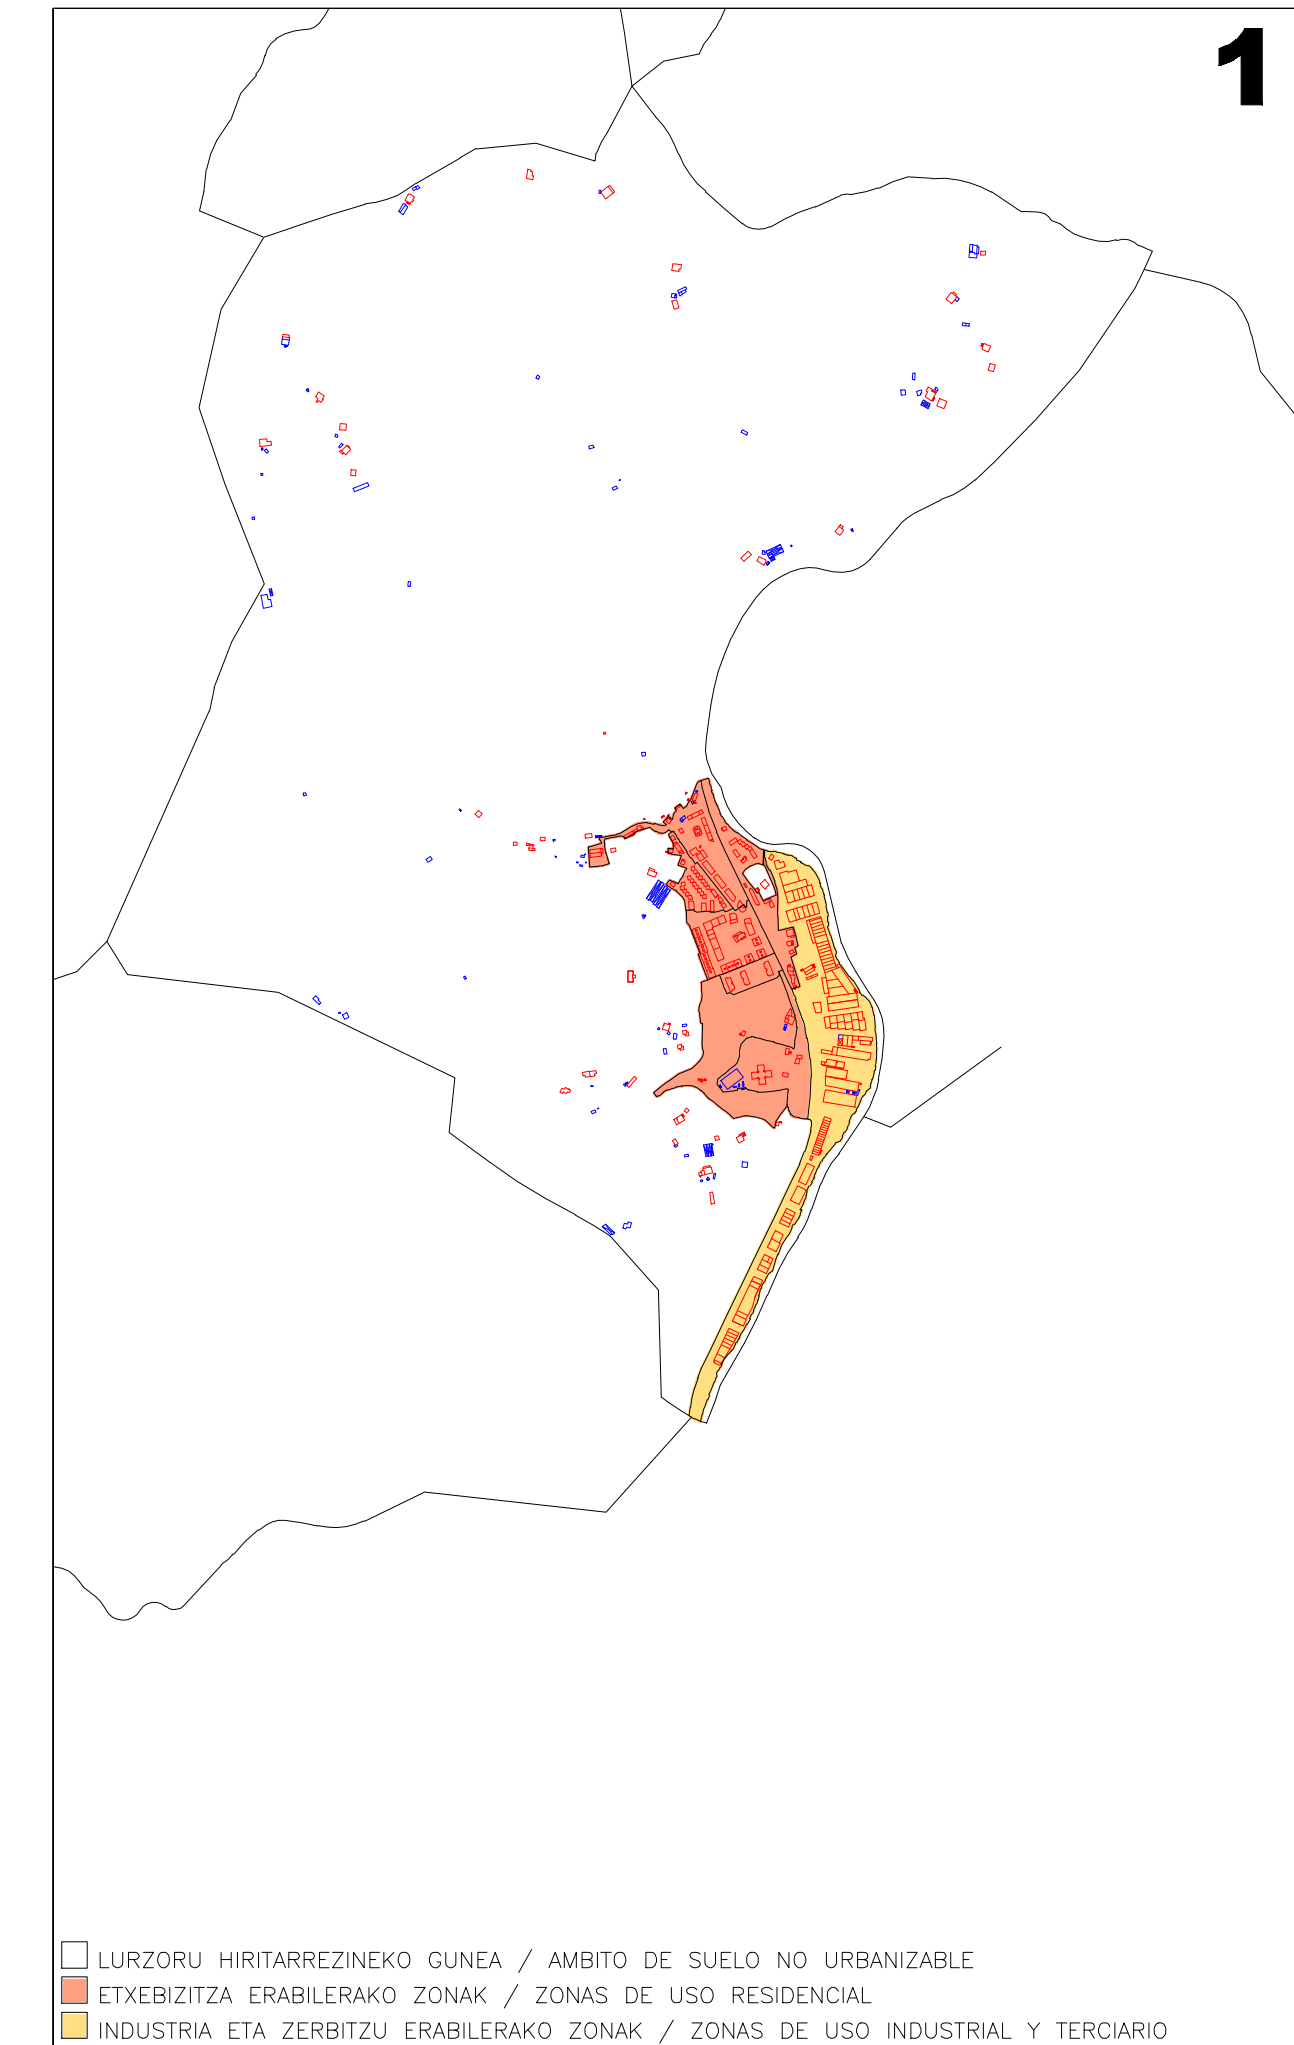 1
LURZORU HIRITARREZINEKO GUNEA / AMBITO DE SUELO NO URBANIZABLE
ETXEBIZITZA ERABILERAKO ZONAK / ZONAS DE USO RESIDENCIAL
INDUSTRIA ETA ZERBITZU ERABILERAKO ZONAK / ZONAS DE USO INDUSTRIAL Y TERCIARIO